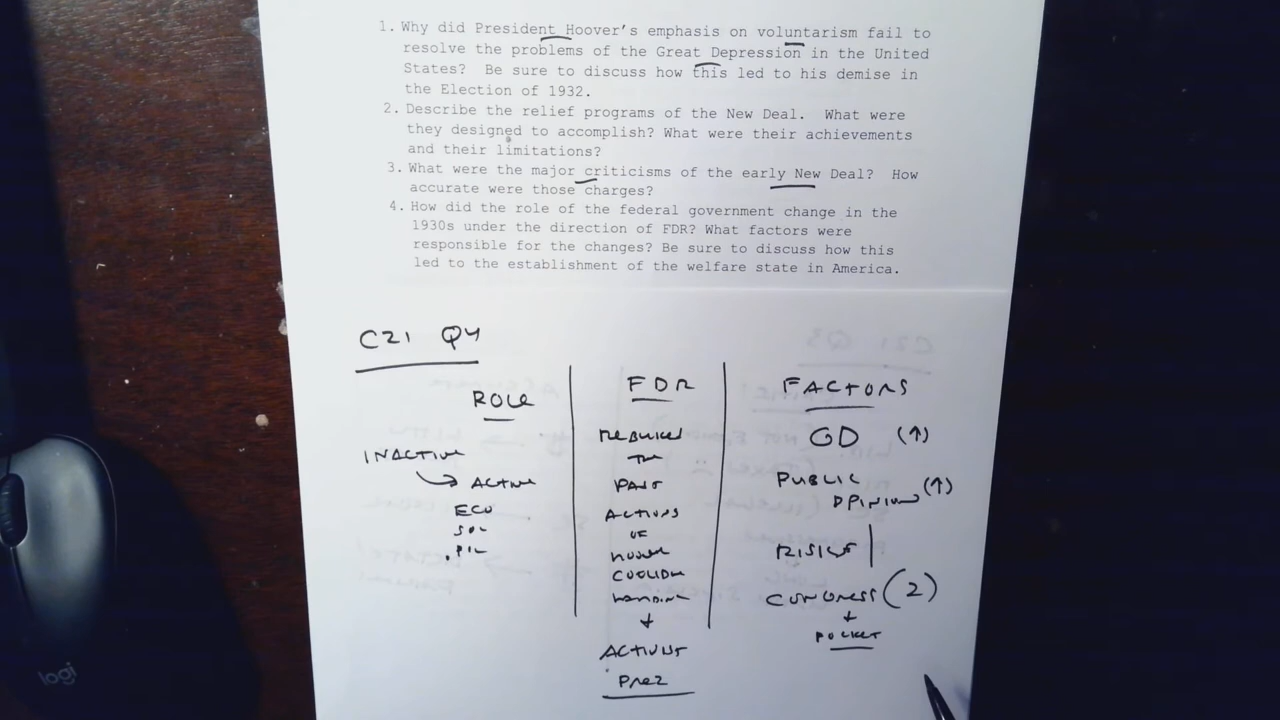 1. Why did President Hoover's emphasis on voluntarism fail to
resolve the problems of the Great Depression in the United
States? Be sure to discuss how this led to his demise in
the Election of 1932.
2. Describe the relief programs of the New Deal. What were
they designed to accomplish? What were their achievements
and their limitations?
3. What were the major criticisms of the early New Deal? How
accurate were those charges?
4. How did the role of the federal government change in the
1930s under the direction of FDR? What factors were
responsible for the changes? Be sure to discuss how this
led to the establishment of the welfare state in America.
C21 Q4
ROLE
INACTIVE
→ ACTIVE
ECO
SOC
FDR
THE
PAST
ACTIONS
OF
HOOVER
COOLIDGE
HARDING
+
ACTIVIST
PREZ
FACTORS
GD (↑)
PUBLIC
OPINION (↑)
CONGRESS (2)
+
POCKET
logi